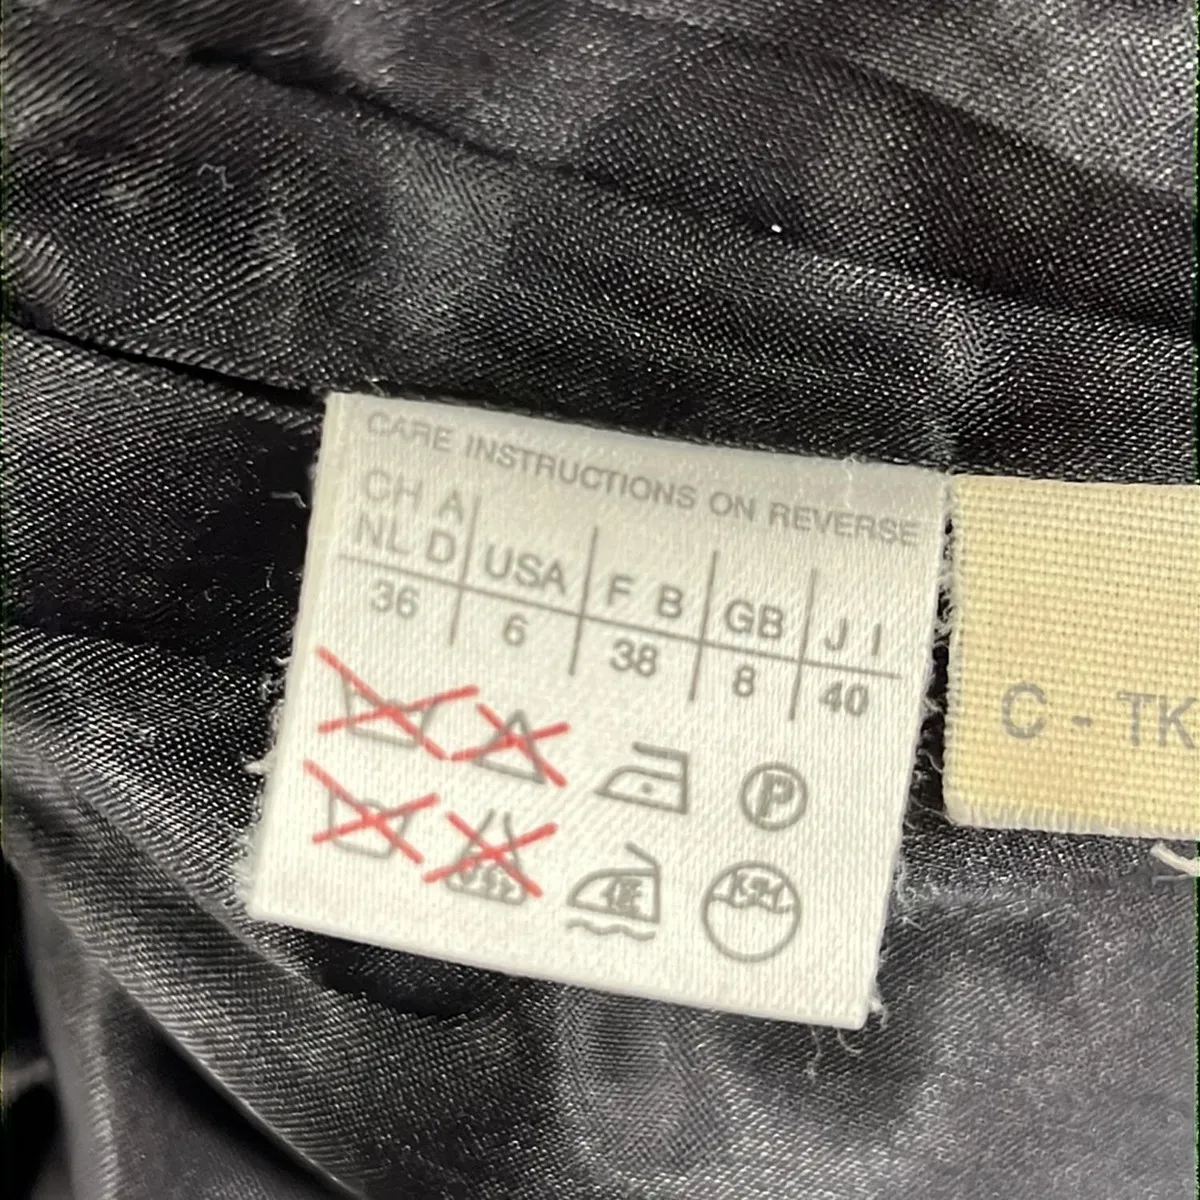 CARE INSTRUCTIONS ON REVERSE
CH A
NL D USA F B GB J I
36 6 38 8 40
P
C - TK